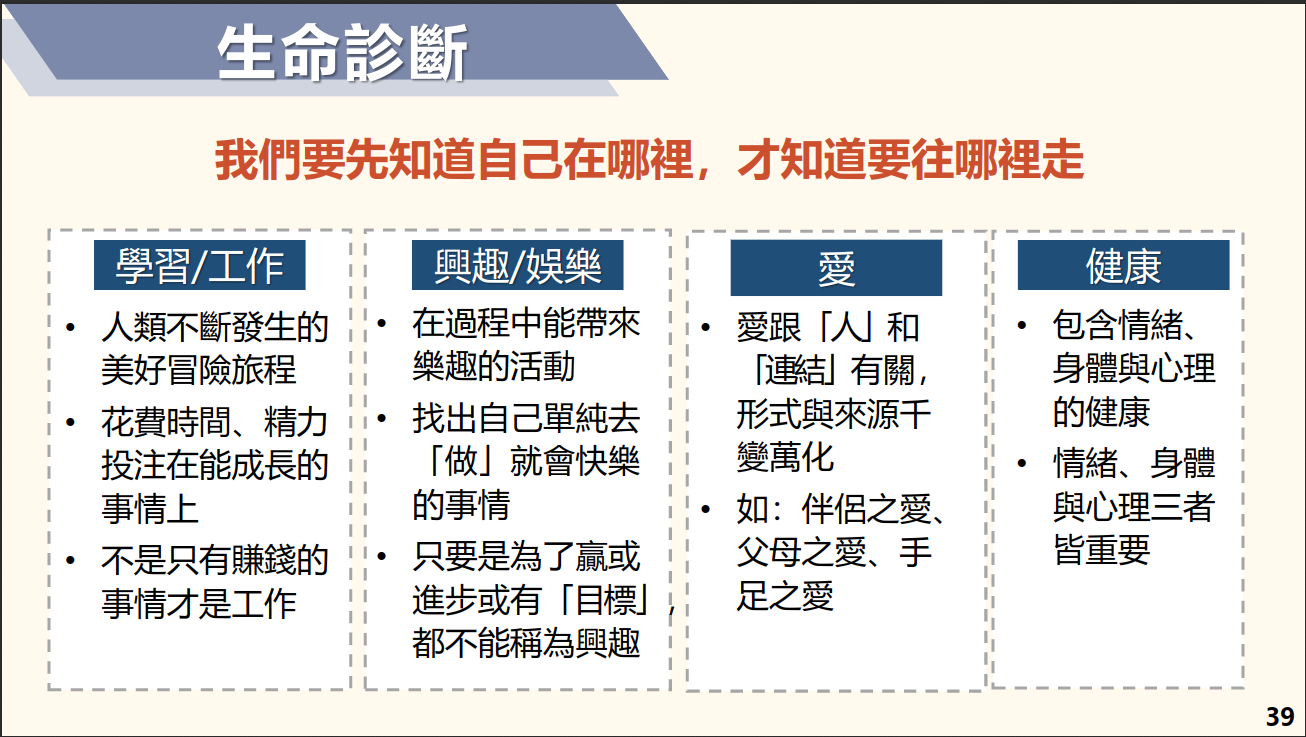 生命診斷
我們要先知道自己在哪裡，才知道要往哪裡走
學習/工作
• 人類不斷發生的
美好冒險旅程
• 花費時間、精力
投注在能成長的
事情上
• 不是只有賺錢的
事情才是工作
興趣/娛樂
• 在過程中能帶來
樂趣的活動
• 找出自己單純去
「做」就會快樂
的事情
• 只要是為了贏或
進步或有「目標」，
都不能稱為興趣
愛
• 愛跟「人」和
「連結」有關，
形式與來源千
變萬化
• 如：伴侶之愛、
父母之愛、手
足之愛
健康
• 包含情緒、
身體與心理
的健康
• 情緒、身體
與心理三者
皆重要
39